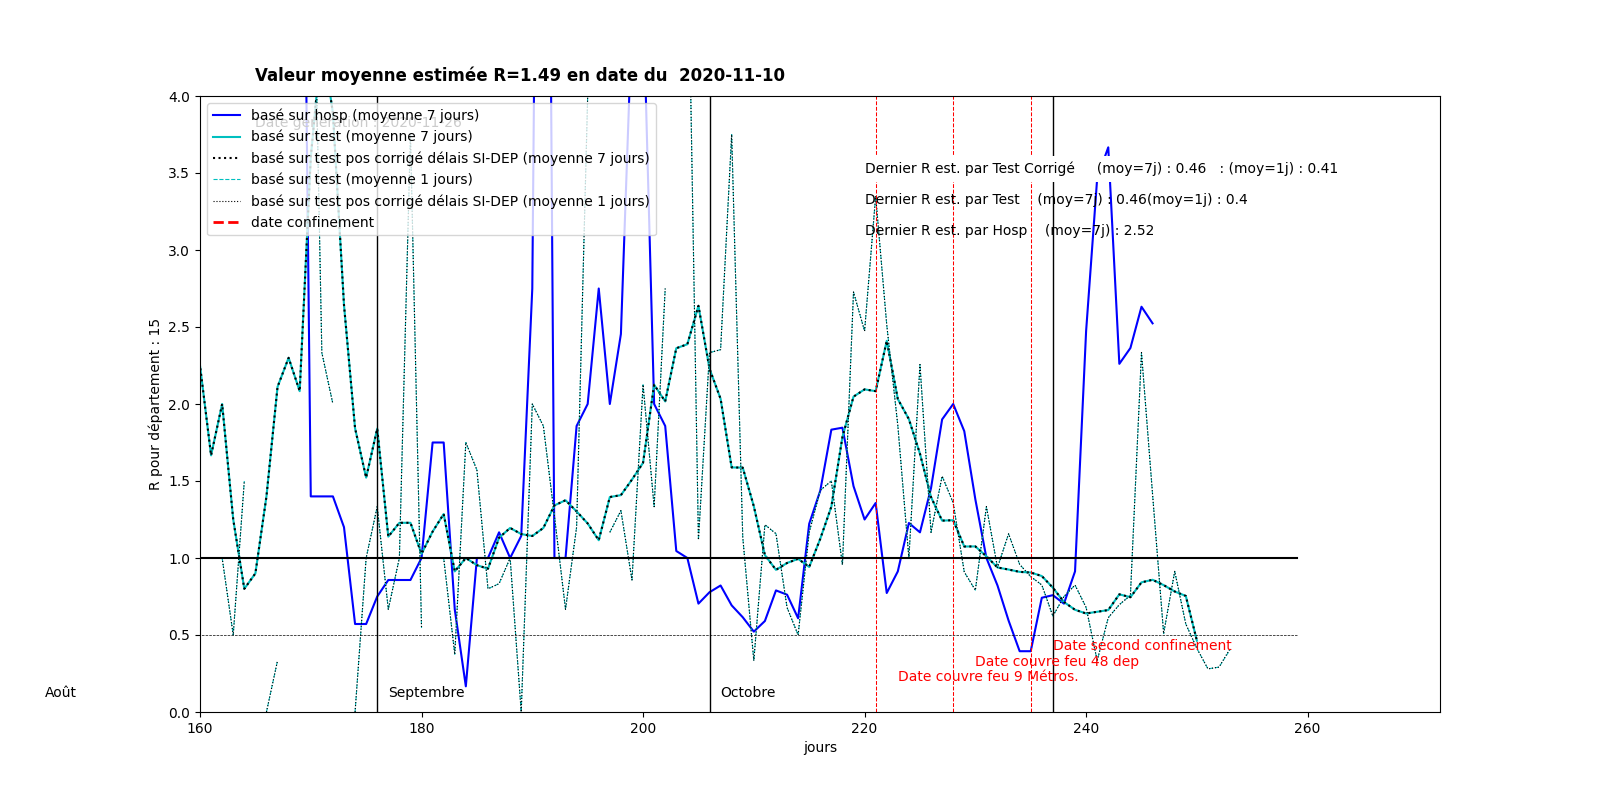 Valeur moyenne estimée R=1.49 en date du  2020-11-10
Date génération : 2020-11-26
basé sur hosp (moyenne 7 jours)
basé sur test (moyenne 7 jours)
basé sur test pos corrigé délais SI-DEP (moyenne 7 jours)
basé sur test (moyenne 1 jours)
basé sur test pos corrigé délais SI-DEP (moyenne 1 jours)
date confinement
Dernier R est. par Test Corrigé     (moy=7j) : 0.46   : (moy=1j) : 0.41
Dernier R est. par Test    (moy=7j) : 0.46(moy=1j) : 0.4
Dernier R est. par Hosp    (moy=7j) : 2.52
R pour département : 15
4.0
3.5
3.0
2.5
2.0
1.5
1.0
0.5
0.0
Date second confinement
Date couvre feu 48 dep
Date couvre feu 9 Métros.
Août
Septembre
Octobre
160
180
200
220
240
260
jours